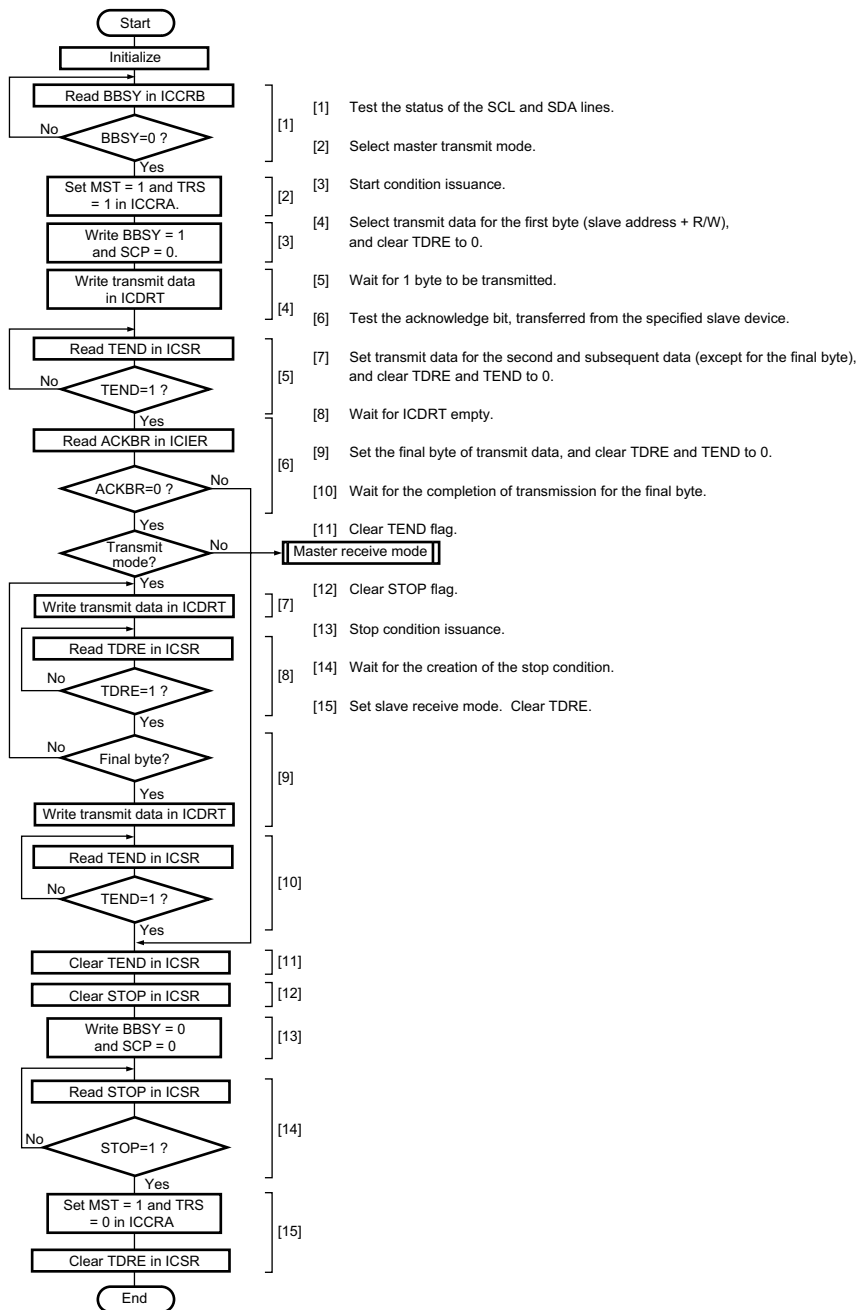 Start
Initialize
Read BBSY in ICCRB
No
BBSY=0 ?
[1]
Yes
Set MST = 1 and TRS
= 1 in ICCRA.
[2]
Write BBSY = 1
and SCP = 0.
[3]
Write transmit data
in ICDRT
[4]
Read TEND in ICSR
No
TEND=1 ?
[5]
Yes
Read ACKBR in ICIER
[6]
ACKBR=0 ?
No
Yes
Transmit
mode?
No
Master receive mode
Yes
Write transmit data in ICDRT
[7]
Read TDRE in ICSR
No
TDRE=1 ?
[8]
Yes
No
Final byte?
[9]
Yes
Write transmit data in ICDRT
Read TEND in ICSR
No
TEND=1 ?
[10]
Yes
Clear TEND in ICSR
[11]
Clear STOP in ICSR
[12]
Write BBSY = 0
and SCP = 0
[13]
Read STOP in ICSR
No
STOP=1 ?
[14]
Yes
Set MST = 1 and TRS
= 0 in ICCRA
[15]
Clear TDRE in ICSR
End
[1] Test the status of the SCL and SDA lines.
[2] Select master transmit mode.
[3] Start condition issuance.
[4] Select transmit data for the first byte (slave address + R/W),
and clear TDRE to 0.
[5] Wait for 1 byte to be transmitted.
[6] Test the acknowledge bit, transferred from the specified slave device.
[7] Set transmit data for the second and subsequent data (except for the final byte),
and clear TDRE and TEND to 0.
[8] Wait for ICDRT empty.
[9] Set the final byte of transmit data, and clear TDRE and TEND to 0.
[10] Wait for the completion of transmission for the final byte.
[11] Clear TEND flag.
[12] Clear STOP flag.
[13] Stop condition issuance.
[14] Wait for the creation of the stop condition.
[15] Set slave receive mode. Clear TDRE.